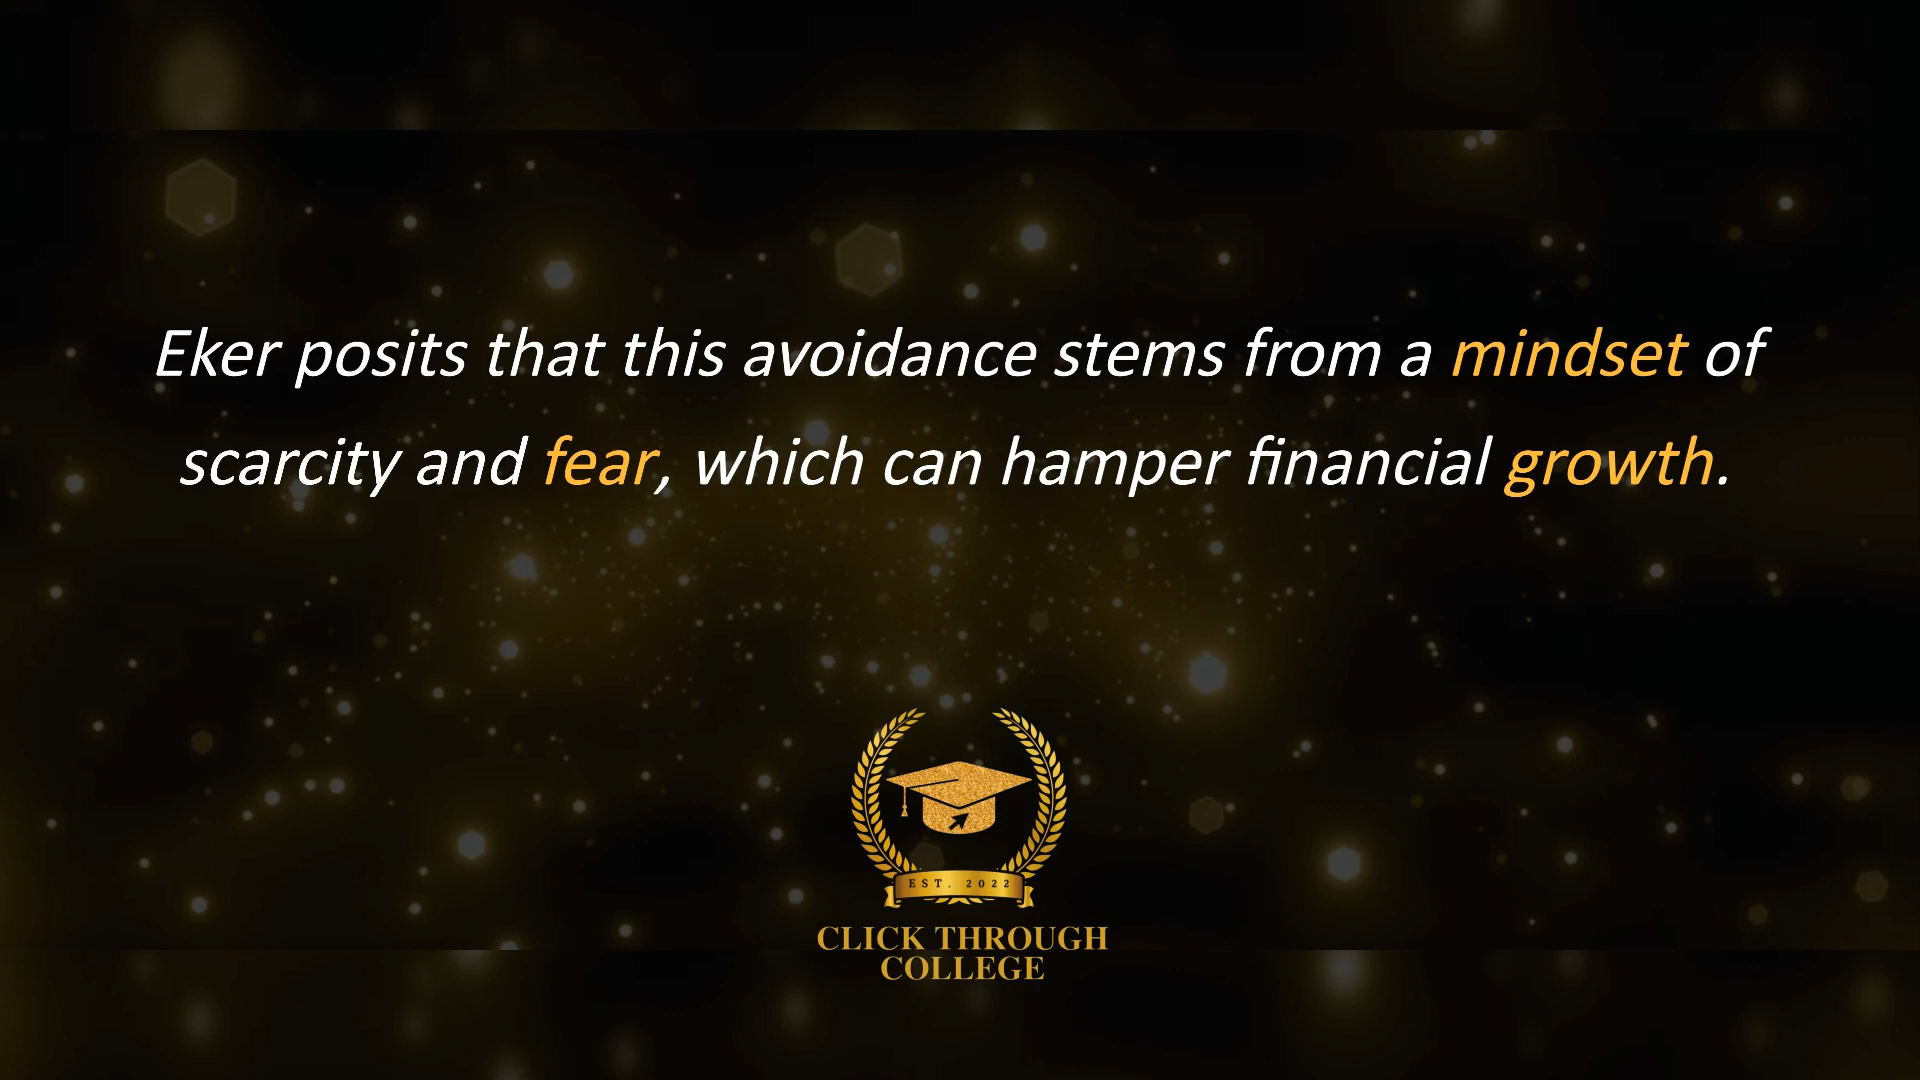 Eker posits that this avoidance stems from a mindset of
scarcity and fear, which can hamper financial growth.
EST. 2022
CLICK THROUGH
COLLEGE